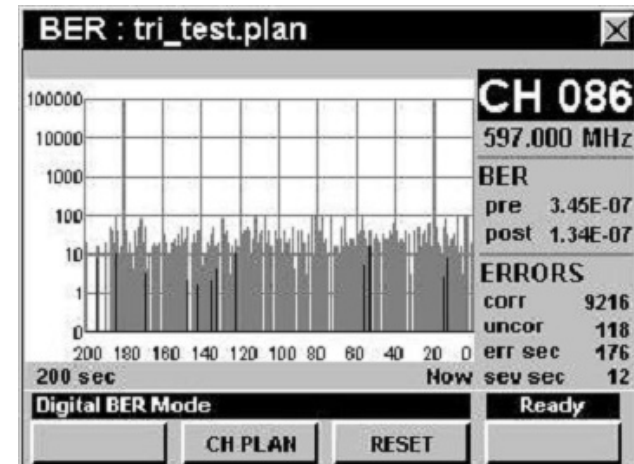 BER : tri_test.plan
CH 086
597.000 MHz
BER
pre 3.45E-07
post 1.34E-07
ERRORS
corr 9216
uncor 118
err sec 176
sev sec 12
100000
10000
1000
100
10
1
0
200 180 160 140 120 100 80 60 40 20 0
200 sec Now
Digital BER Mode Ready
CH PLAN RESET